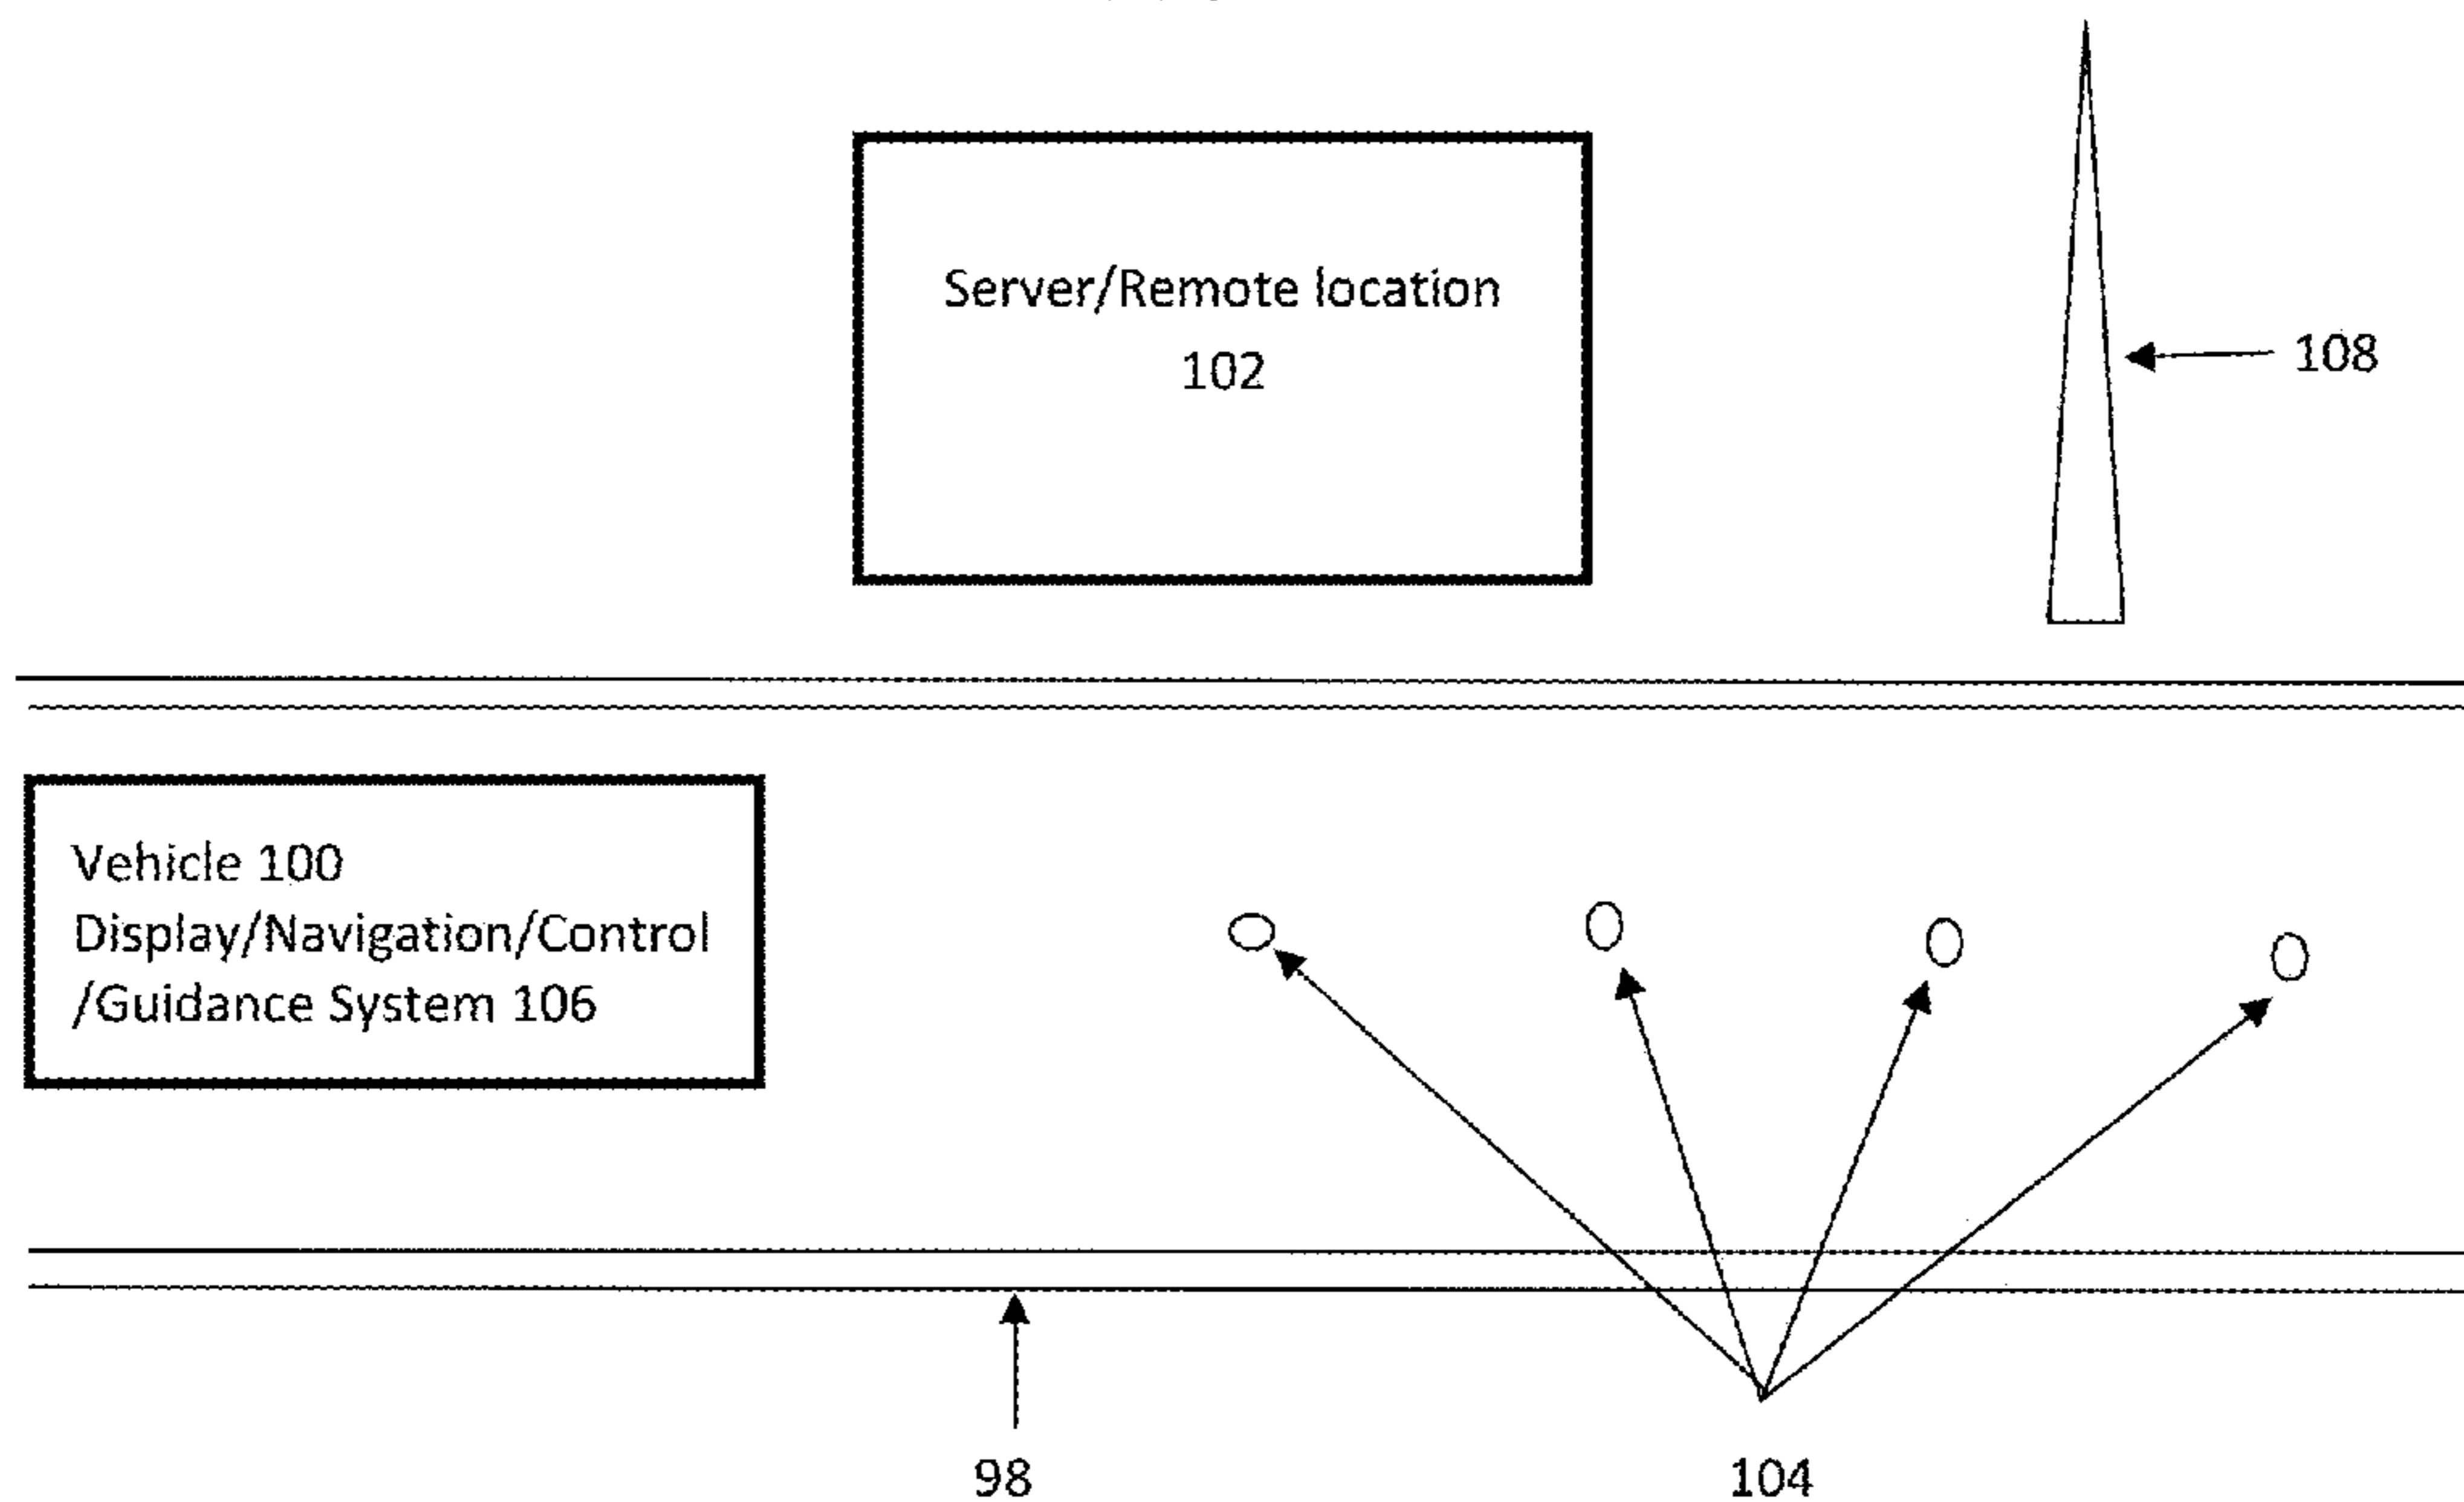 Server/Remote location
102
108
Vehicle 100
Display/Navigation/Control
/Guidance System 106
98
104